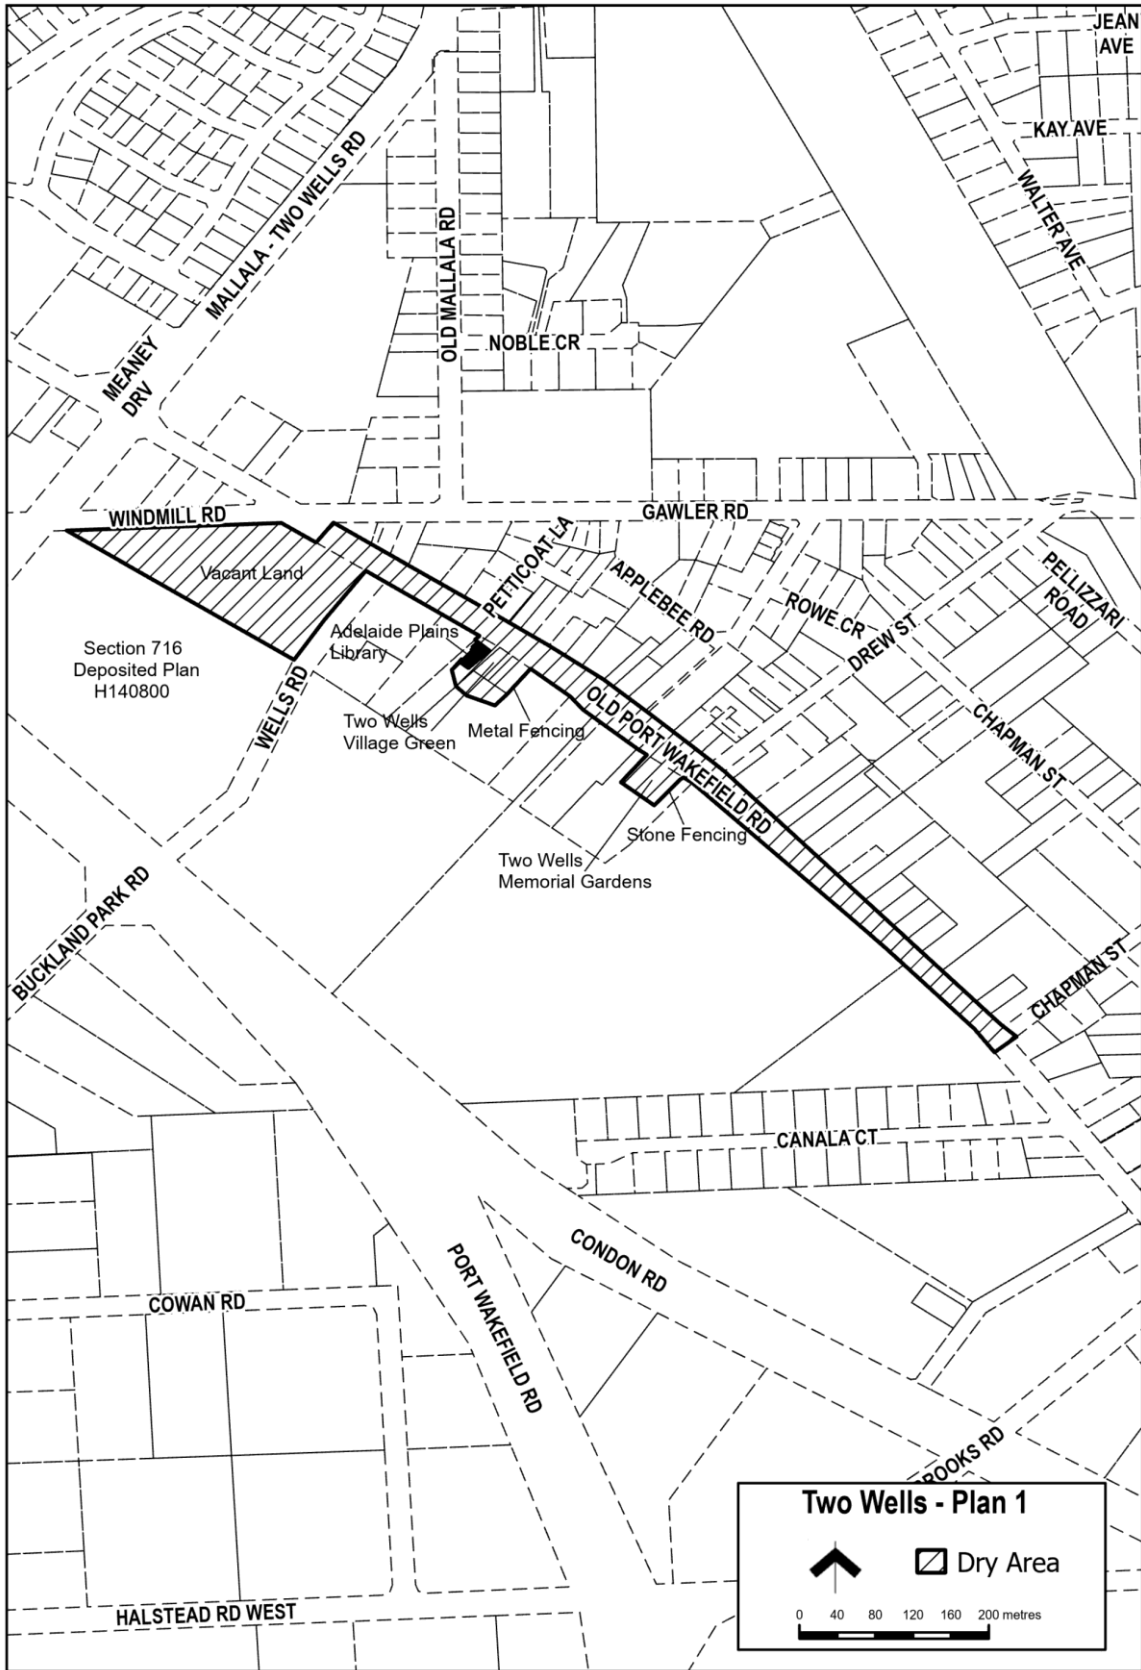 JEAN
AVE
KAY AVE
WALTER AVE
MALLALA - TWO WELLS RD
OLD MALLALA RD
NOBLE CR
MEANEY
DRV
WINDMILL RD
GAWLER RD
PETTICOAT LA
APPLEBEE RD
ROWE CR
DREW ST
PELLIZZARI
ROAD
Vacant Land
Adelaide Plains
Library
Section 716
Deposited Plan
H140800
WELLS RD
Two Wells
Village Green
Metal Fencing
OLD PORT WAKEFIELD RD
CHAPMAN ST
Stone Fencing
Two Wells
Memorial Gardens
BUCKLAND PARK RD
CHAPMAN ST
CANALA CT
CONDON RD
PORT WAKEFIELD RD
COWAN RD
BROOKS RD
HALSTEAD RD WEST
Two Wells - Plan 1
Dry Area
0 40 80 120 160 200 metres